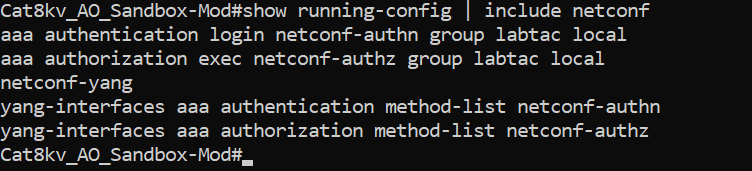 Cat8kv_AO_Sandbox-Mod#show running-config | include netconf
aaa authentication login netconf-authn group labtac local
aaa authorization exec netconf-authz group labtac local
netconf-yang
yang-interfaces aaa authentication method-list netconf-authn
yang-interfaces aaa authorization method-list netconf-authz
Cat8kv_AO_Sandbox-Mod#